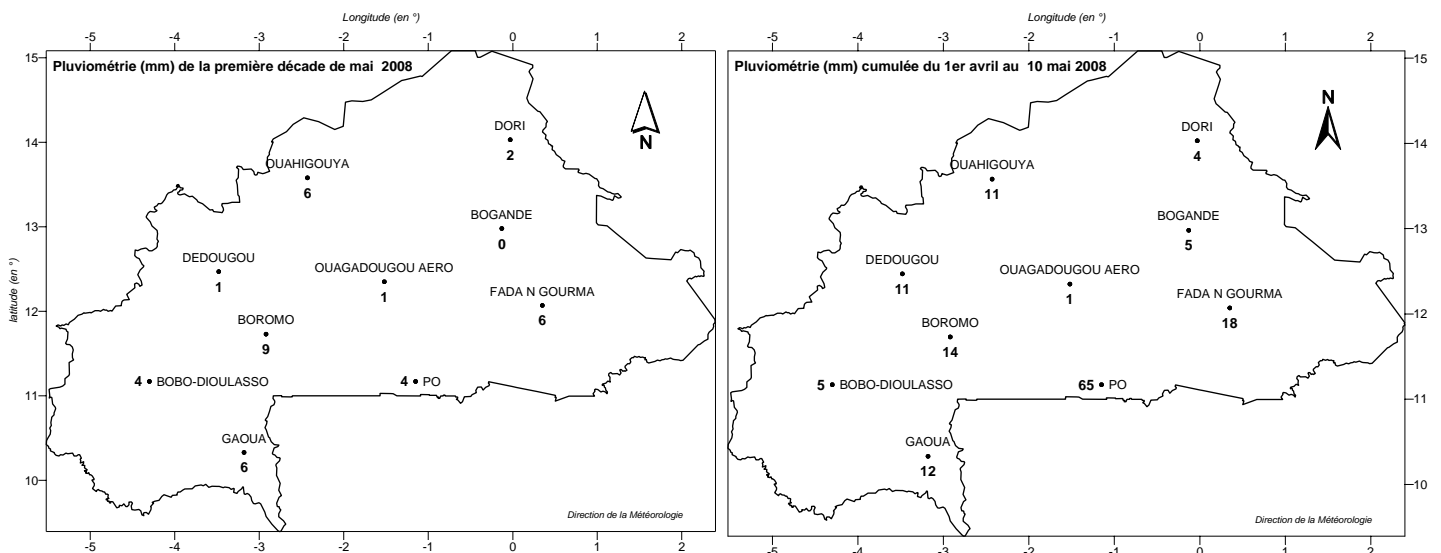 Longitude (en °)
-5 -4 -3 -2 -1 0 1 2
Pluviométrie (mm) de la première décade de mai 2008
15
14
13
12
11
10
latitude (en °)
N
DORI
2
OUAHIGOUYA
6
BOGANDE
0
DEDOUGOU
1
OUAGADOUGOU AERO
1
FADA N GOURMA
6
BOROMO
9
4 BOBO-DIOULASSO
4 PO
GAOUA
6
Direction de la Météorologie
-5 -4 -3 -2 -1 0 1 2
Longitude (en °)
-5 -4 -3 -2 -1 0 1 2
Pluviométrie (mm) cumulée du 1er avril au 10 mai 2008
15
14
13
12
11
10
N
DORI
4
OUAHIGOUYA
11
BOGANDE
5
DEDOUGOU
11
OUAGADOUGOU AERO
1
FADA N GOURMA
18
BOROMO
14
5 BOBO-DIOULASSO
65 PO
GAOUA
12
Direction de la Météorologie
-5 -4 -3 -2 -1 0 1 2